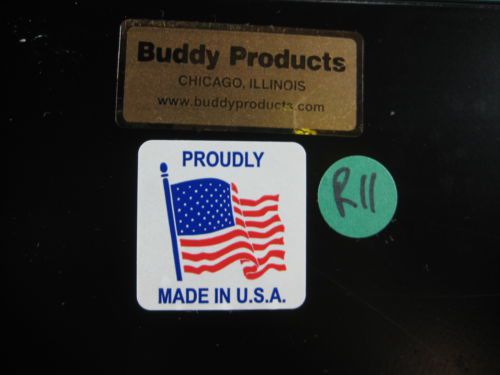 Buddy Products
CHICAGO, ILLINOIS
www.buddyproducts.com
PROUDLY
MADE IN U.S.A.
R11